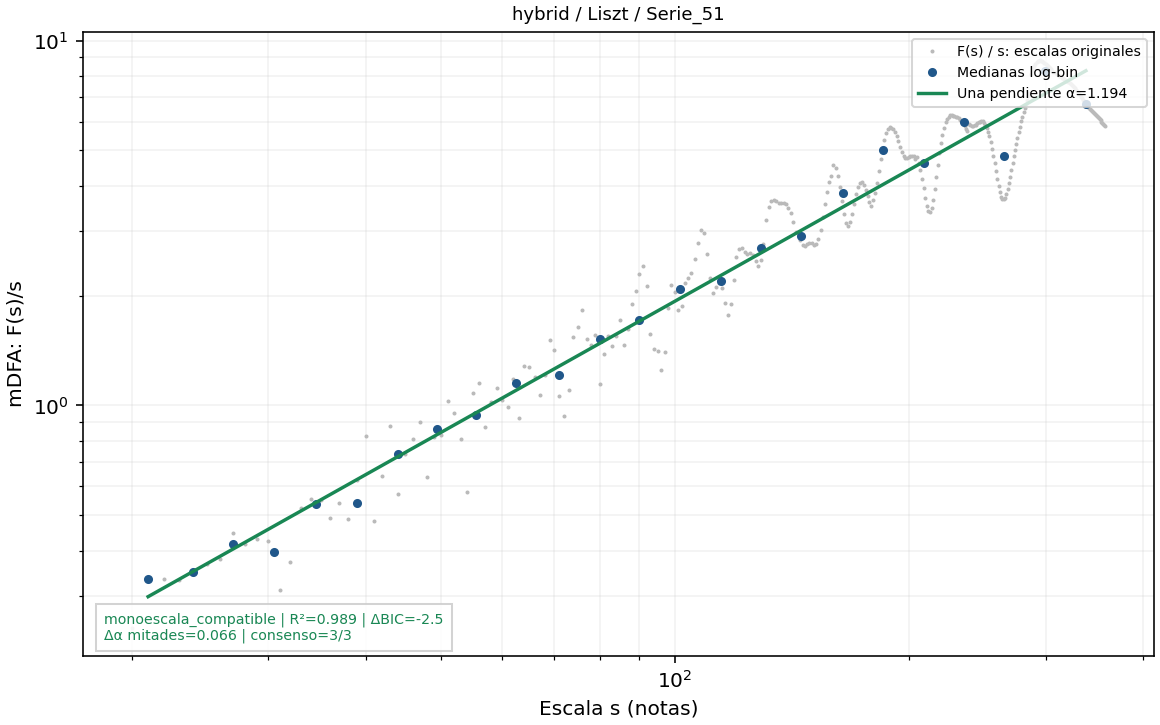 hybrid / Liszt / Serie_51
F(s) / s: escalas originales
Medianas log-bin
Una pendiente α=1.194
mDFA: F(s)/s
10¹
10⁰
monoescala_compatible | R²=0.989 | ΔBIC=-2.5
Δα mitades=0.066 | consenso=3/3
10²
Escala s (notas)